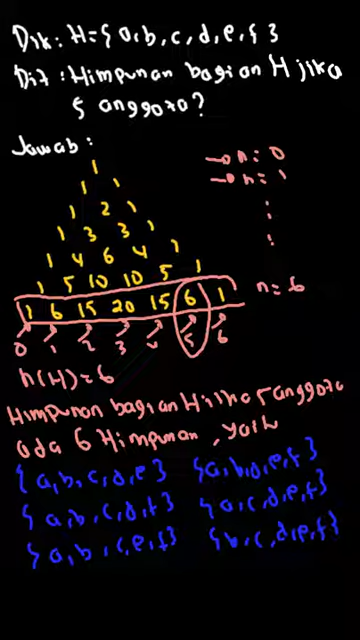 Dik : H = {a, b, c, d, e, f}
Dit : Himpunan bagian H jika
5 anggota?
Jawab :
1
1 1
1 2 1
1 3 3 1
1 4 6 4 1
1 5 10 10 5 1
1 6 15 20 15 6 1
0 1 2 3 4 5 6
→ n = 0
→ n = 1
n = 6
n(H) = 6
Himpunan bagian H jika 5 anggota
ada 6 Himpunan, yaitu
{a, b, c, d, e} {a, b, d, e, f}
{a, b, c, d, f} {a, c, d, e, f}
{a, b, c, e, f} {b, c, d, e, f}